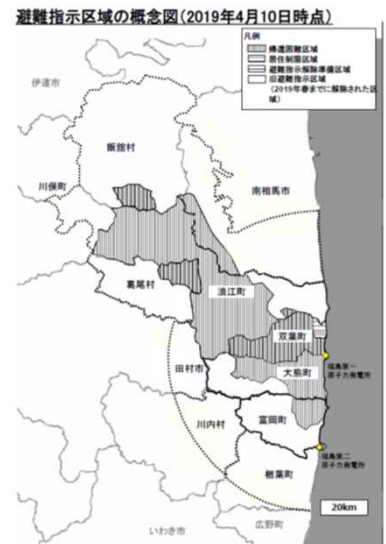 避難指示区域の概念図(2019年4月10日時点)
凡例
帰還困難区域
居住制限区域
避難指示解除準備区域
旧避難指示区域
(2019年春までに解除された区
域)
伊達市
飯舘村
川俣町
南相馬市
葛尾村
浪江町
双葉町
福島第一
原子力発電所
大熊町
田村市
富岡町
川内村
福島第二
原子力発電所
楢葉町
20km
いわき市
広野町